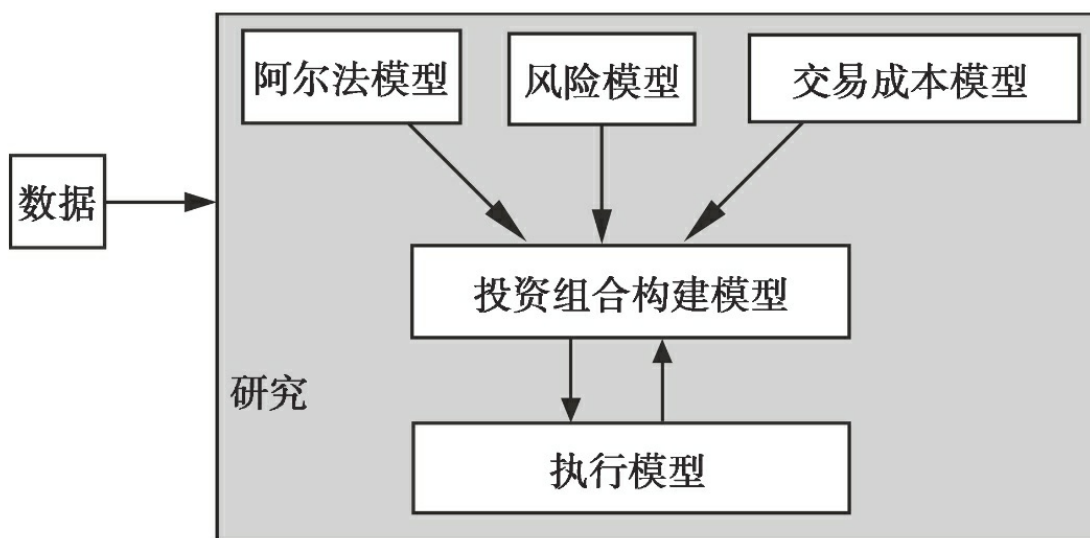 阿尔法模型
风险模型
交易成本模型
数据
投资组合构建模型
研究
执行模型